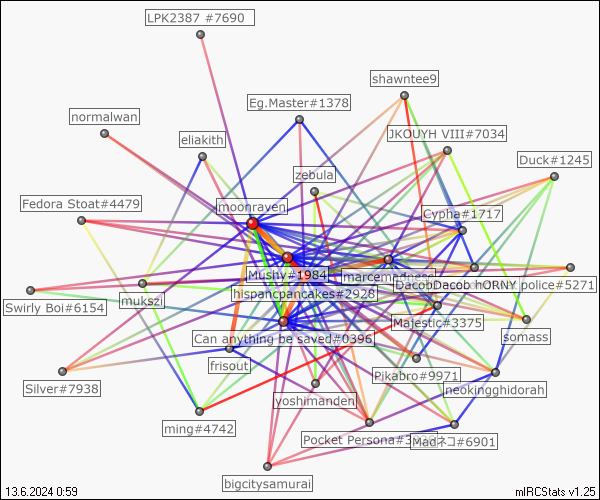 LPK2387 #7690
shawntee9
normalwan
Eg.Master#1378
eliakith
JKOUYH VIII#7034
zebula
Duck#1245
Fedora Stoat#4479
moonraven
Cypha#1717
Mushy#1984
marcemadness
DacobDacob
HORNY police#5271
mukszi
hispancpancakes#2928
Swirly Boi#6154
Majestic#3375
Can anything be saved#0396
somass
frisout
Pikabro#9971
Silver#7938
neokingghidorah
yoshimanden
ming#4742
Pocket Persona
Madネコ#6901
bigcitysamurai
13.6.2024 0:59
mIRCStats v1.25